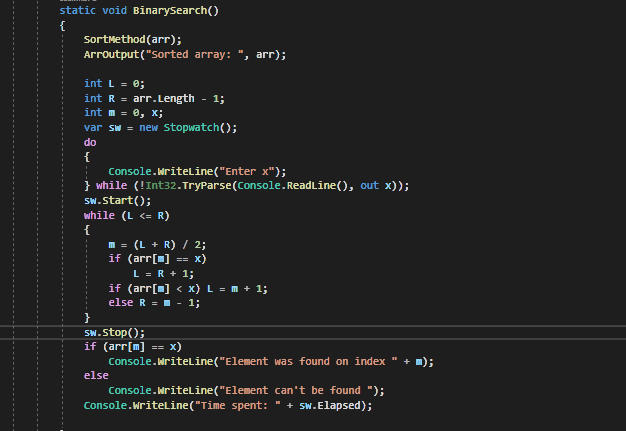 static void BinarySearch()
{
SortMethod(arr);
ArrOutput("Sorted array: ", arr);
int L = 0;
int R = arr.Length - 1;
int m = 0, x;
var sw = new Stopwatch();
do
{
Console.WriteLine("Enter x");
} while (!Int32.TryParse(Console.ReadLine(), out x));
sw.Start();
while (L <= R)
{
m = (L + R) / 2;
if (arr[m] == x)
L = R + 1;
if (arr[m] < x) L = m + 1;
else R = m - 1;
}
sw.Stop();
if (arr[m] == x)
Console.WriteLine("Element was found on index " + m);
else
Console.WriteLine("Element can't be found ");
Console.WriteLine("Time spent: " + sw.Elapsed);